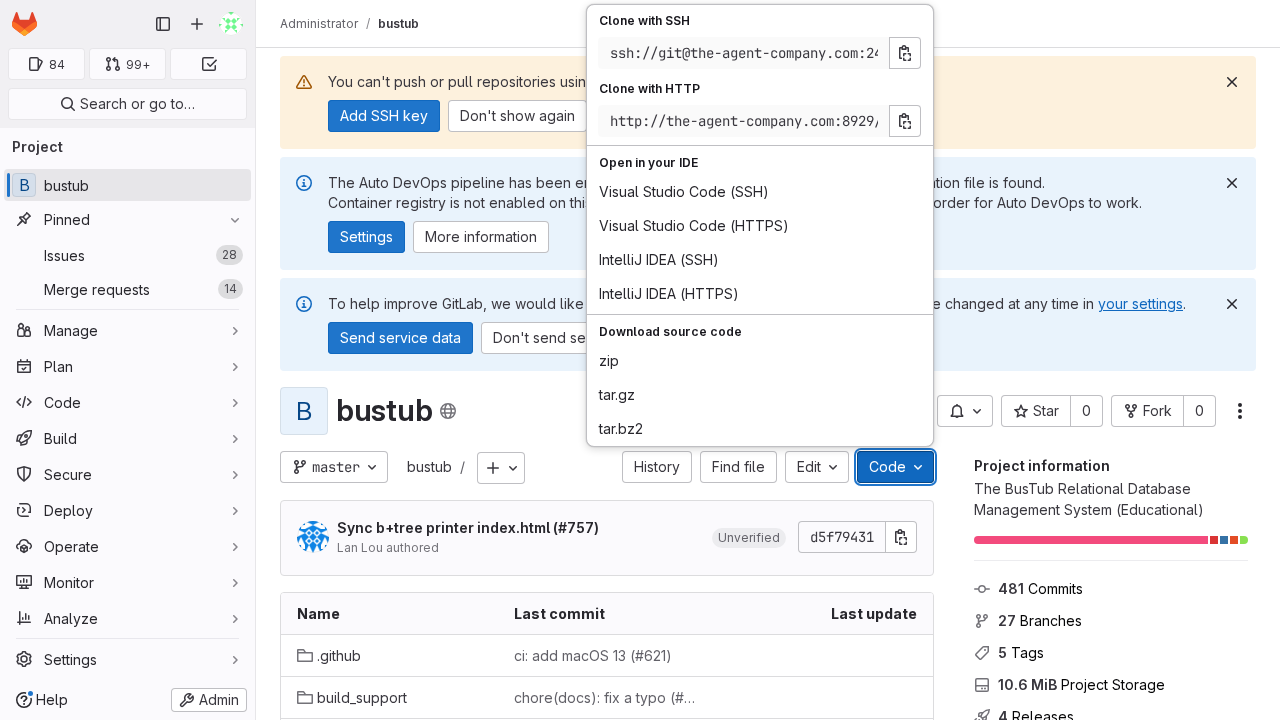 84
99+
Search or go to…
Project
B bustub
Pinned
Issues 28
Merge requests 14
Manage
Plan
Code
Build
Secure
Deploy
Operate
Monitor
Analyze
Settings
Help
Admin
Administrator / bustub
You can't push or pull repositories
Add SSH key
Don't show again
The Auto DevOps pipeline has been
file is found.
Container registry is not enabled on
order for Auto DevOps to work.
Settings
More information
To help improve GitLab, we would like
changed at any time in your settings.
Send service data
Don't send
B bustub
Star 0
Fork 0
Clone with SSH
ssh://git@the-agent-company.com:24
Clone with HTTP
http://the-agent-company.com:8929/
Open in your IDE
Visual Studio Code (SSH)
Visual Studio Code (HTTPS)
IntelliJ IDEA (SSH)
IntelliJ IDEA (HTTPS)
Download source code
zip
tar.gz
tar.bz2
master
bustub /
History
Find file
Edit
Code
Sync b+tree printer index.html (#757)
Lan Lou authored
Unverified
d5f79431
Name Last commit Last update
.github ci: add macOS 13 (#621)
build_support chore(docs): fix a typo (#…
Project information
The BusTub Relational Database
Management System (Educational)
481 Commits
27 Branches
5 Tags
10.6 MiB Project Storage
4 Releases